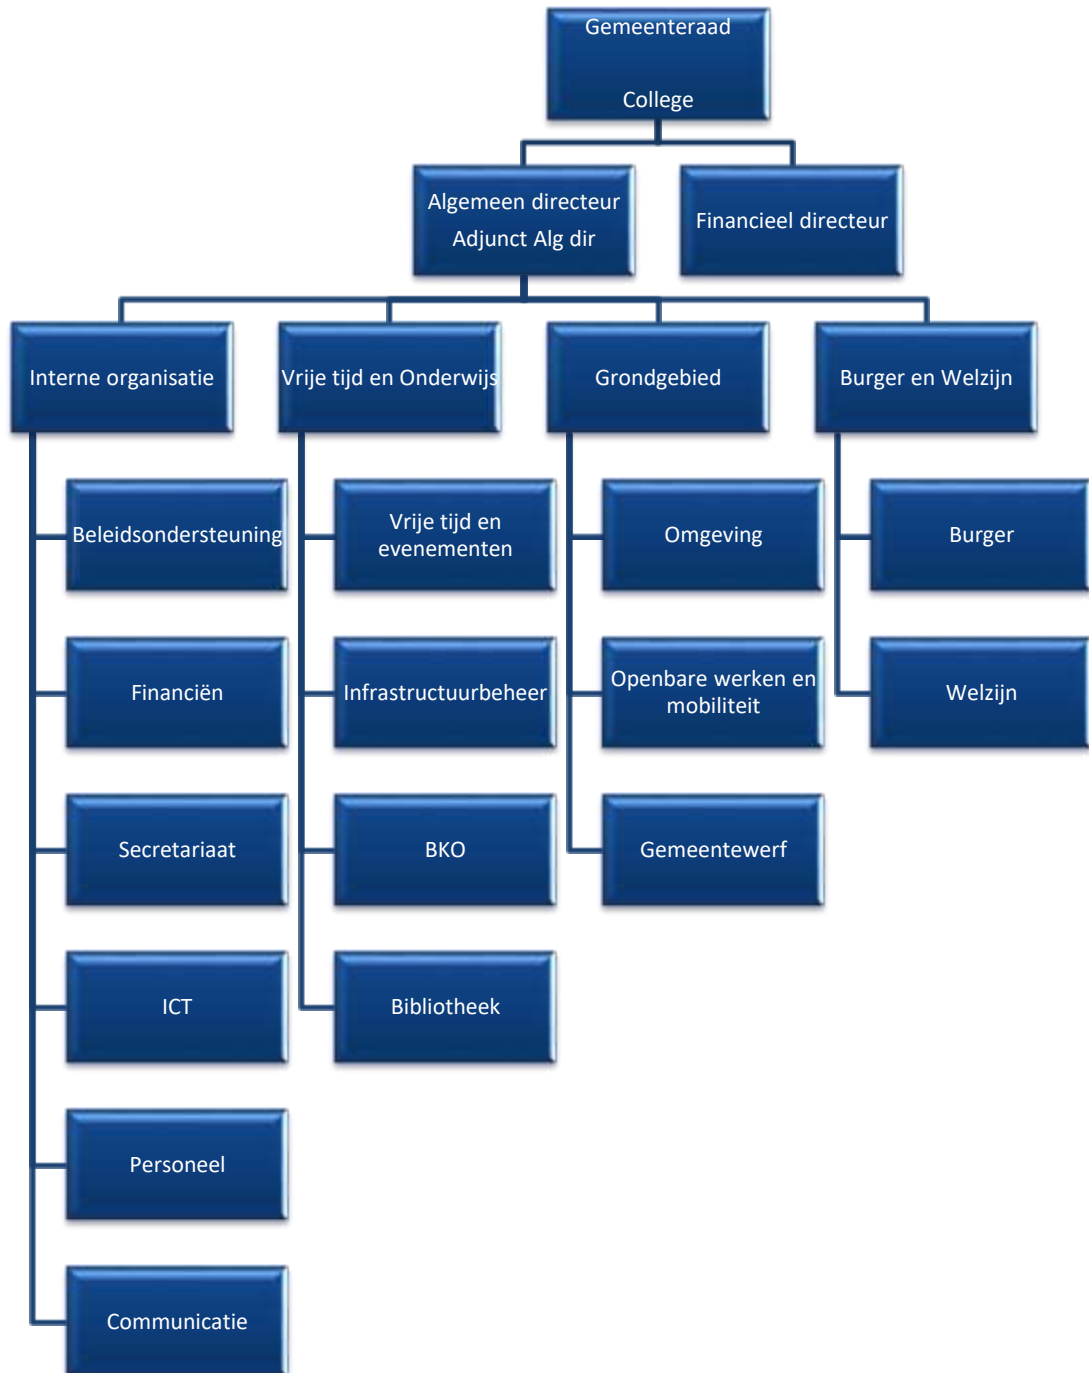 Gemeenteraad
College
Algemeen directeur
Adjunct Alg dir
Financieel directeur
Interne organisatie
Vrije tijd en Onderwijs
Grondgebied
Burger en Welzijn
Beleidsondersteuning
Vrije tijd en
evenementen
Omgeving
Burger
Financiën
Infrastructuurbeheer
Openbare werken en
mobiliteit
Welzijn
Secretariaat
BKO
Gemeentewerf
ICT
Bibliotheek
Personeel
Communicatie